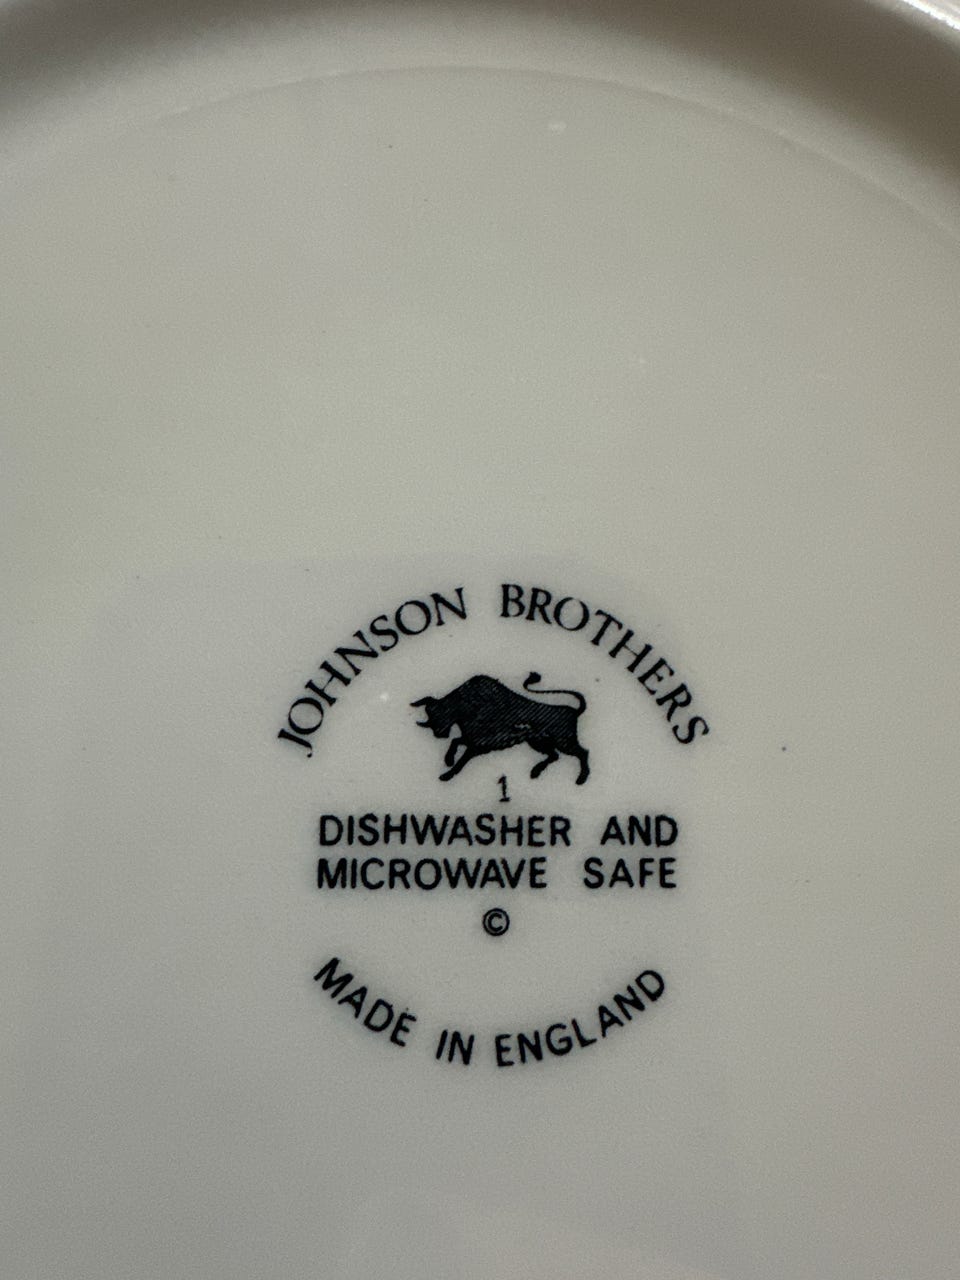 JOHNSON BROTHERS
1
DISHWASHER AND
MICROWAVE SAFE
©
MADE IN ENGLAND